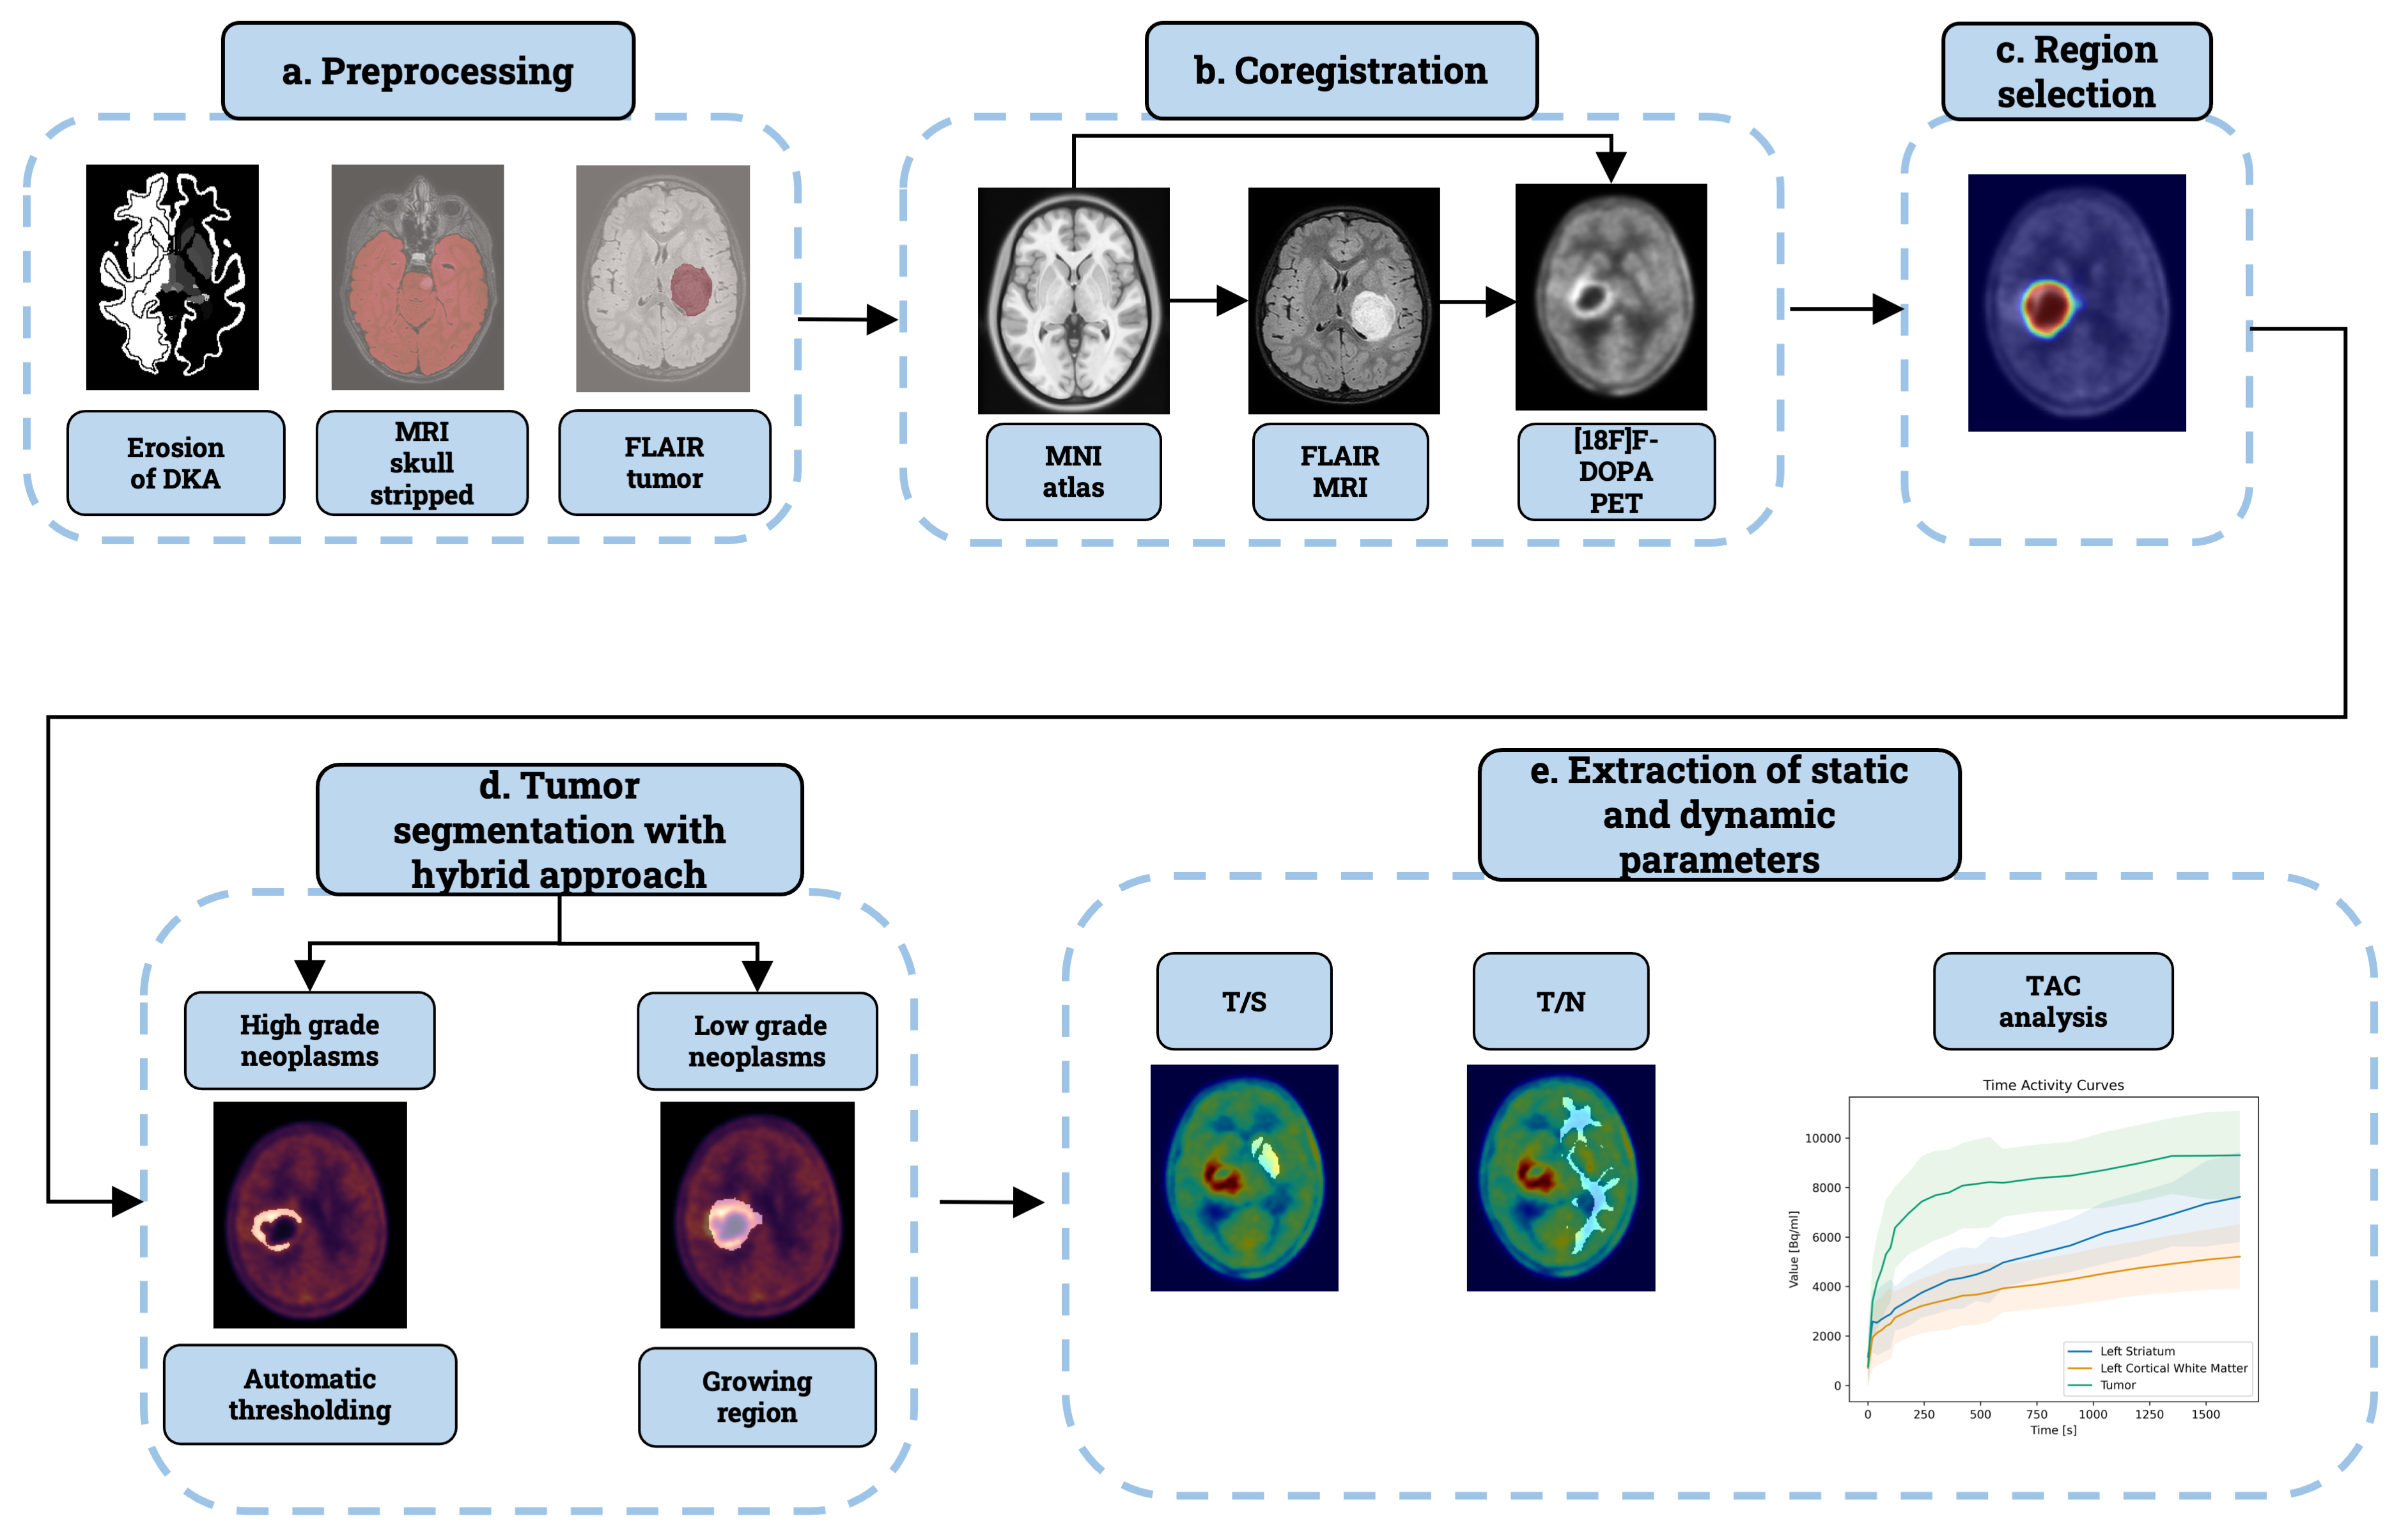 a. Preprocessing
Erosion
of DKA
MRI
skull
stripped
FLAIR
tumor
b. Coregistration
MNI
atlas
FLAIR
MRI
[18F]F-
DOPA
PET
c. Region
selection
d. Tumor
segmentation with
hybrid approach
High grade
neoplasms
Low grade
neoplasms
Automatic
thresholding
Growing
region
e. Extraction of static
and dynamic
parameters
T/S
T/N
TAC
analysis
Time Activity Curves
Value [Bq/ml]
10000
8000
6000
4000
2000
0
Left Striatum
Left Cortical White Matter
Tumor
0 250 500 750 1000 1250 1500
Time [s]